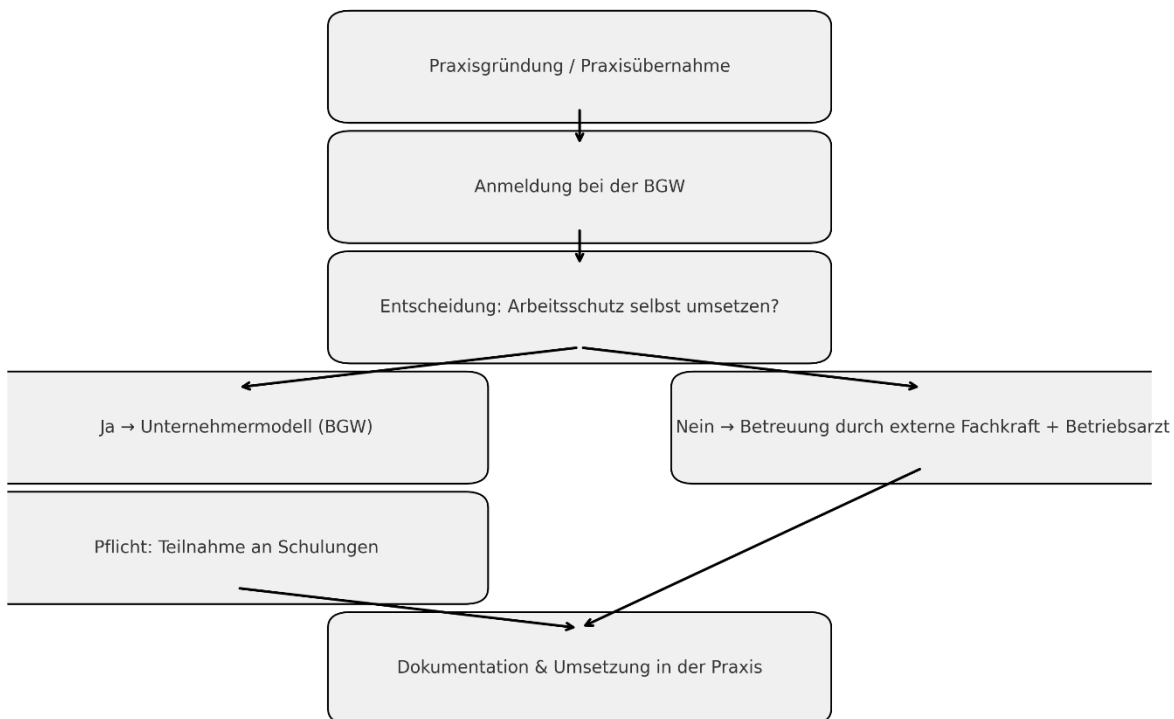 Praxisgründung / Praxisübernahme
Anmeldung bei der BGW
Entscheidung: Arbeitsschutz selbst umsetzen?
Ja → Unternehmermodell (BGW)
Nein → Betreuung durch externe Fachkraft + Betriebsarzt
Pflicht: Teilnahme an Schulungen
Dokumentation & Umsetzung in der Praxis